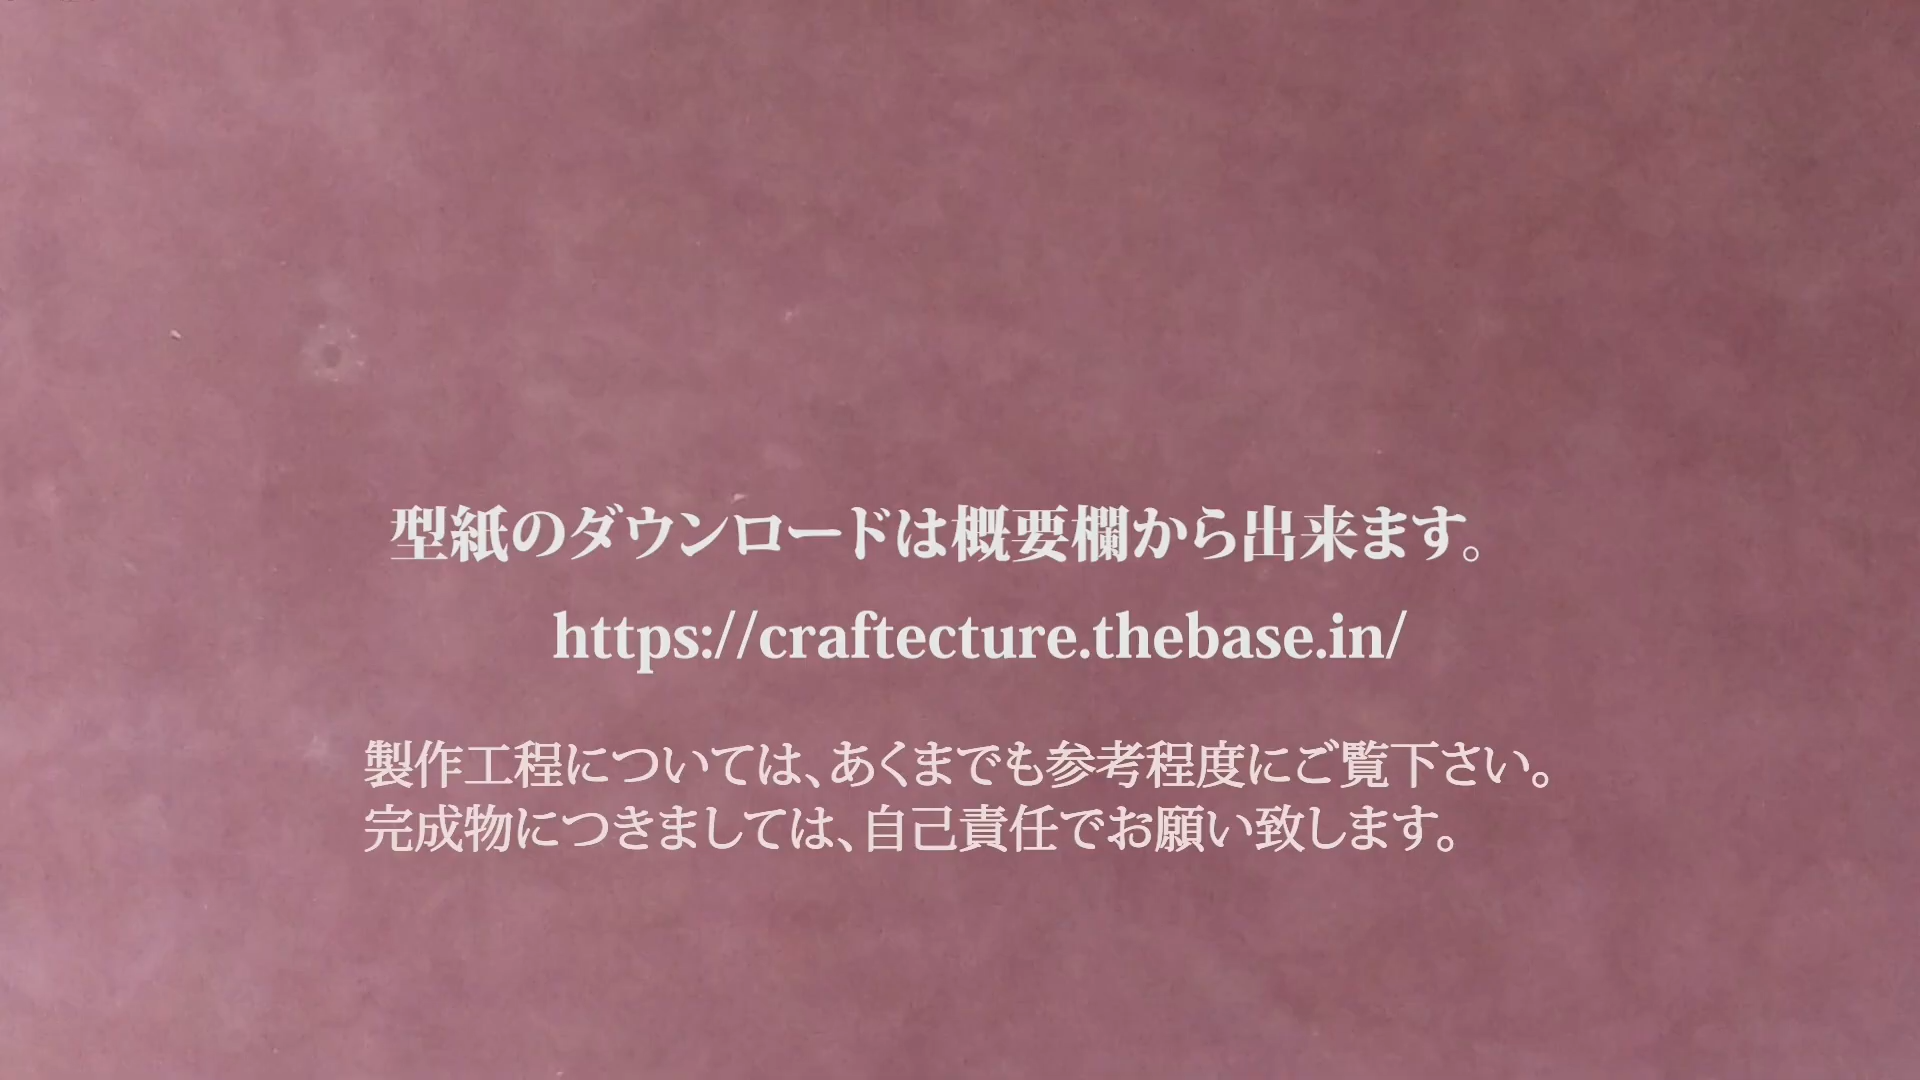 型紙のダウンロードは概要欄から出来ます。
https://craftecture.thebase.in/
製作工程については、あくまでも参考程度にご覧下さい。
完成物につきましては、自己責任でお願い致します。